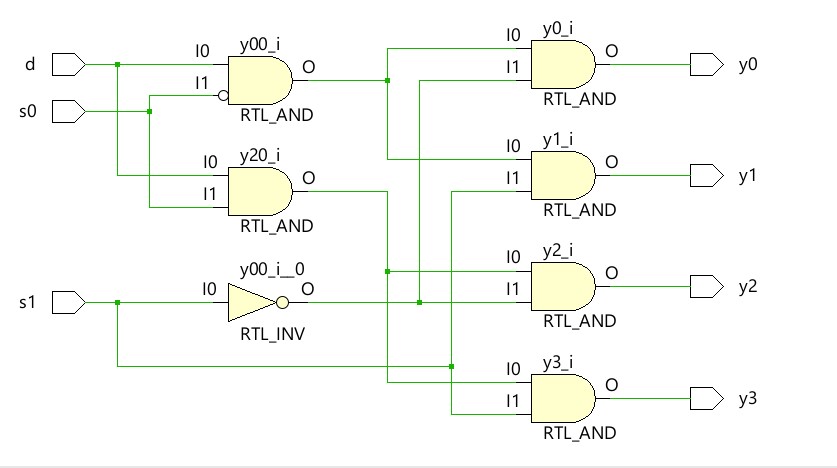 y0_i
y00_i
I0
O
d
I0
O
y0
I1
I1
s0
RTL_AND
RTL_AND
y1_i
y20_i
I0
O
I0
O
y1
I1
I1
RTL_AND
RTL_AND
y2_i
y00_i__0
I0
O
s1
I0
O
I1
y2
RTL_INV
RTL_AND
y3_i
I0
O
I1
y3
RTL_AND